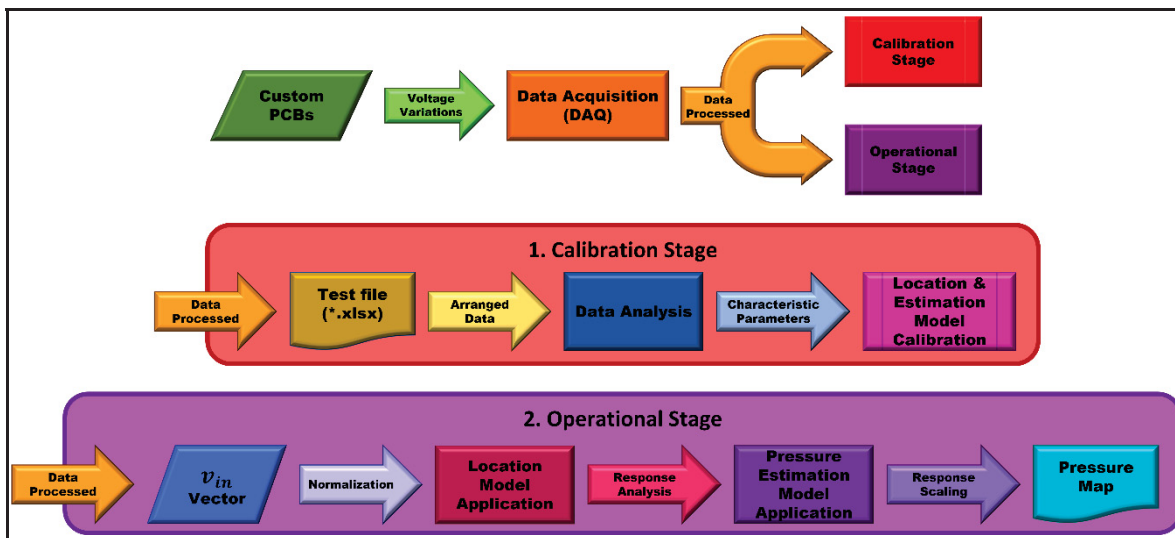 Custom
PCBs
Voltage
Variations
Data Acquisition
(DAQ)
Data
Processed
Calibration
Stage
Operational
Stage
1. Calibration Stage
Data
Processed
Test file
(*.xlsx)
Arranged
Data
Data Analysis
Characteristic
Parameters
Location &
Estimation
Model
Calibration
2. Operational Stage
Data
Processed
v_in
Vector
Normalization
Location
Model
Application
Response
Analysis
Pressure
Estimation
Model
Application
Response
Scaling
Pressure
Map